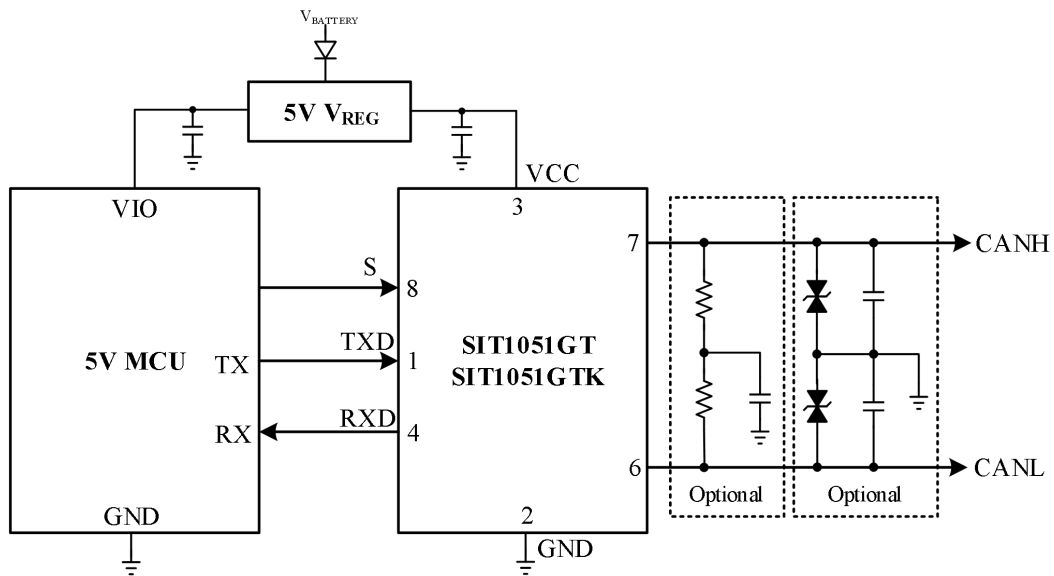 VBATTERY
5V VREG
VCC
VIO
3
7
CANH
S
8
SIT1051GT
SIT1051GTK
5V MCU
TX
TXD
1
RX
RXD
4
6
CANL
Optional
Optional
GND
2
GND